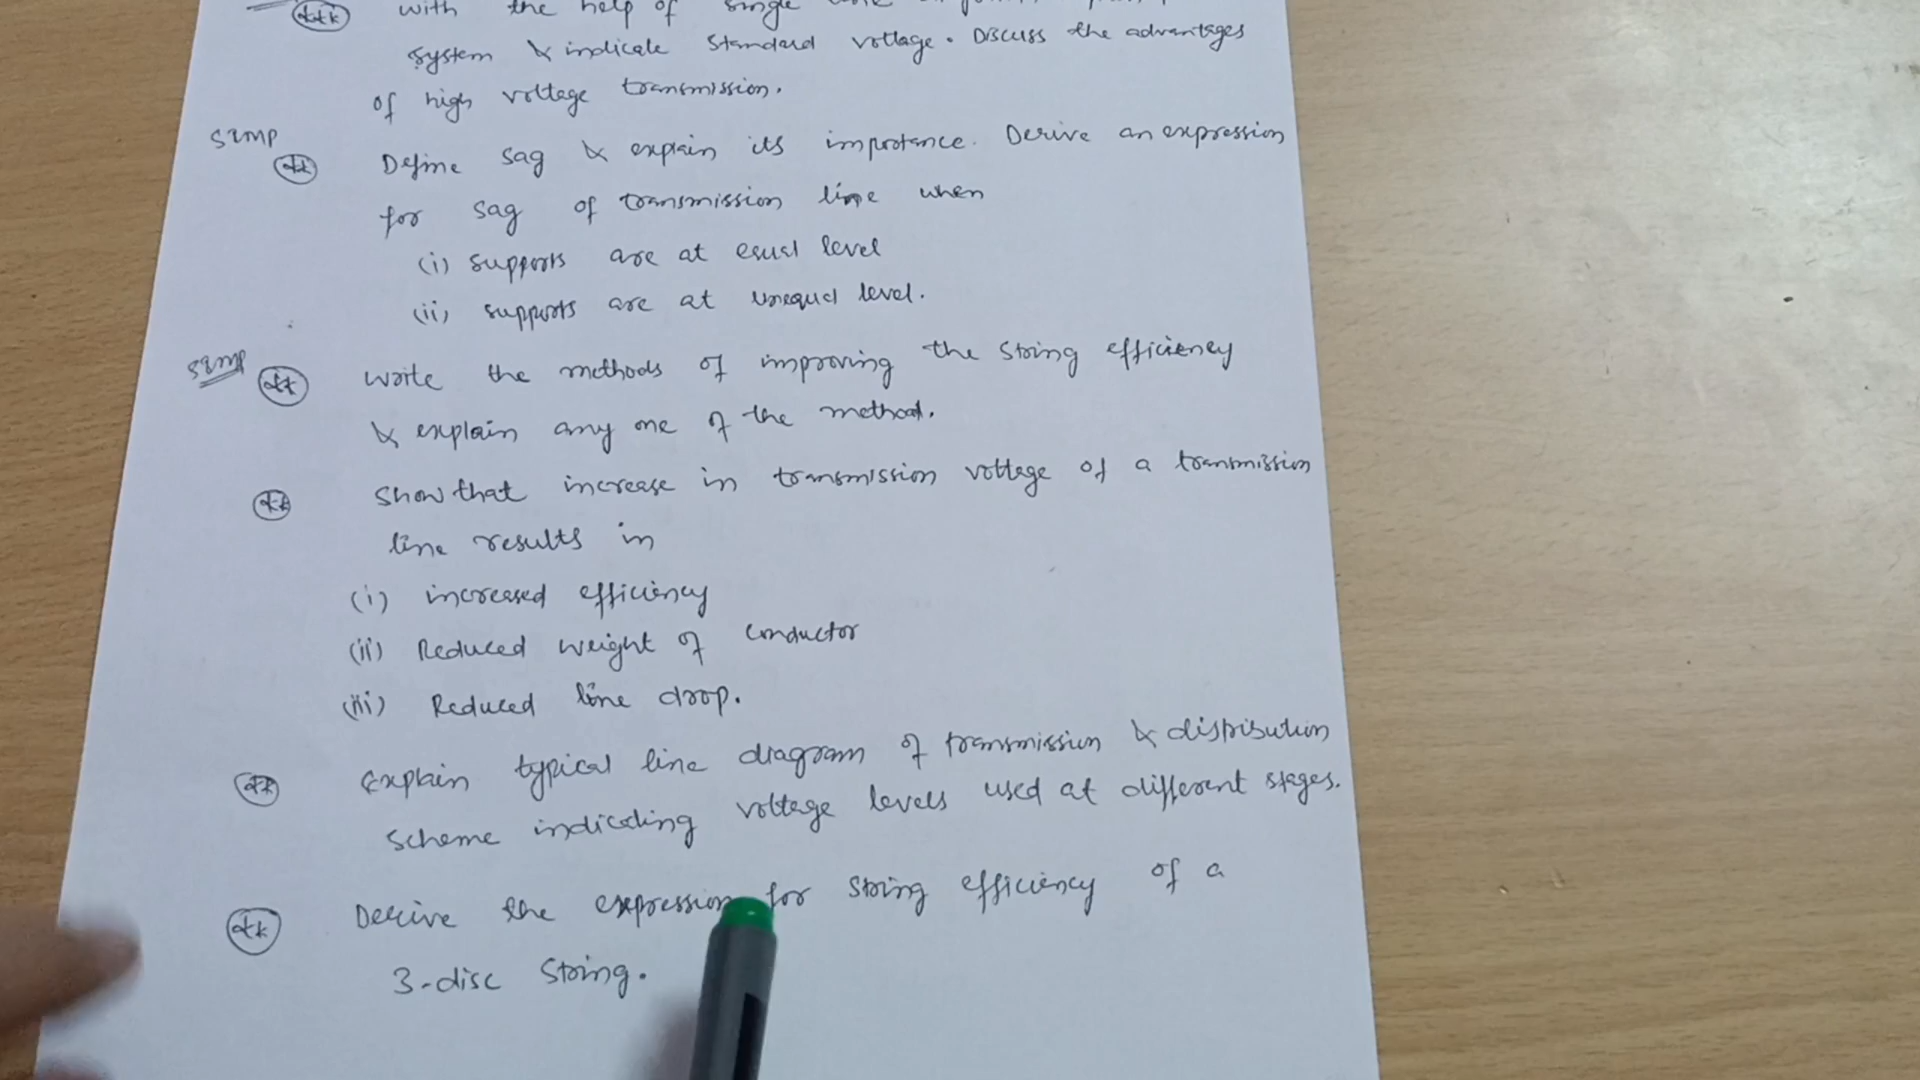 with the help of single
system & indicate standard voltage. Discuss the advantages
of high voltage transmission.
SIMP
Define sag & explain its importance. Derive an expression
for sag of transmission line when
(i) supports are at equal level
(ii) supports are at unequal level.
SIMP
Write the methods of improving the string efficiency
& explain any one of the method.
Show that increase in transmission voltage of a transmission
line results in
(i) increased efficiency
(ii) Reduced weight of conductor
(iii) Reduced line drop.
Explain typical line diagram of transmission & distribution
scheme indicating voltage levels used at different stages.
Derive the expression for string efficiency of a
3-disc string.